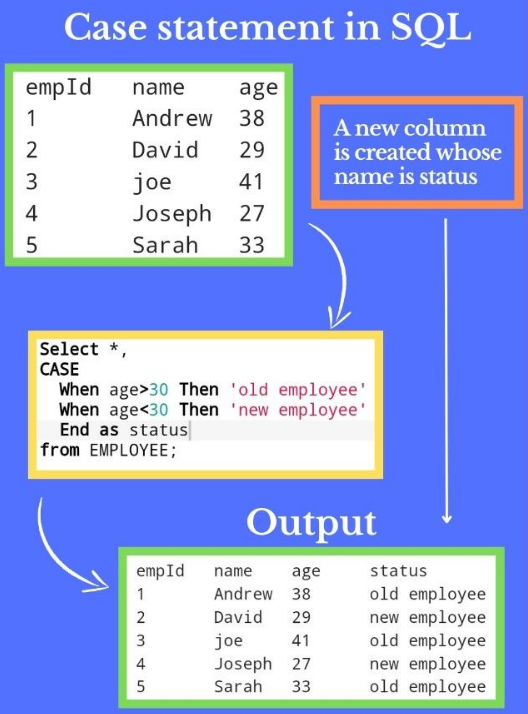 Case statement in SQL
empId name age
1 Andrew 38
2 David 29
3 joe 41
4 Joseph 27
5 Sarah 33
A new column
is created whose
name is status
Select *,
CASE
When age>30 Then 'old employee'
When age<30 Then 'new employee'
End as status
from EMPLOYEE;
Output
empId name age status
1 Andrew 38 old employee
2 David 29 new employee
3 joe 41 old employee
4 Joseph 27 new employee
5 Sarah 33 old employee